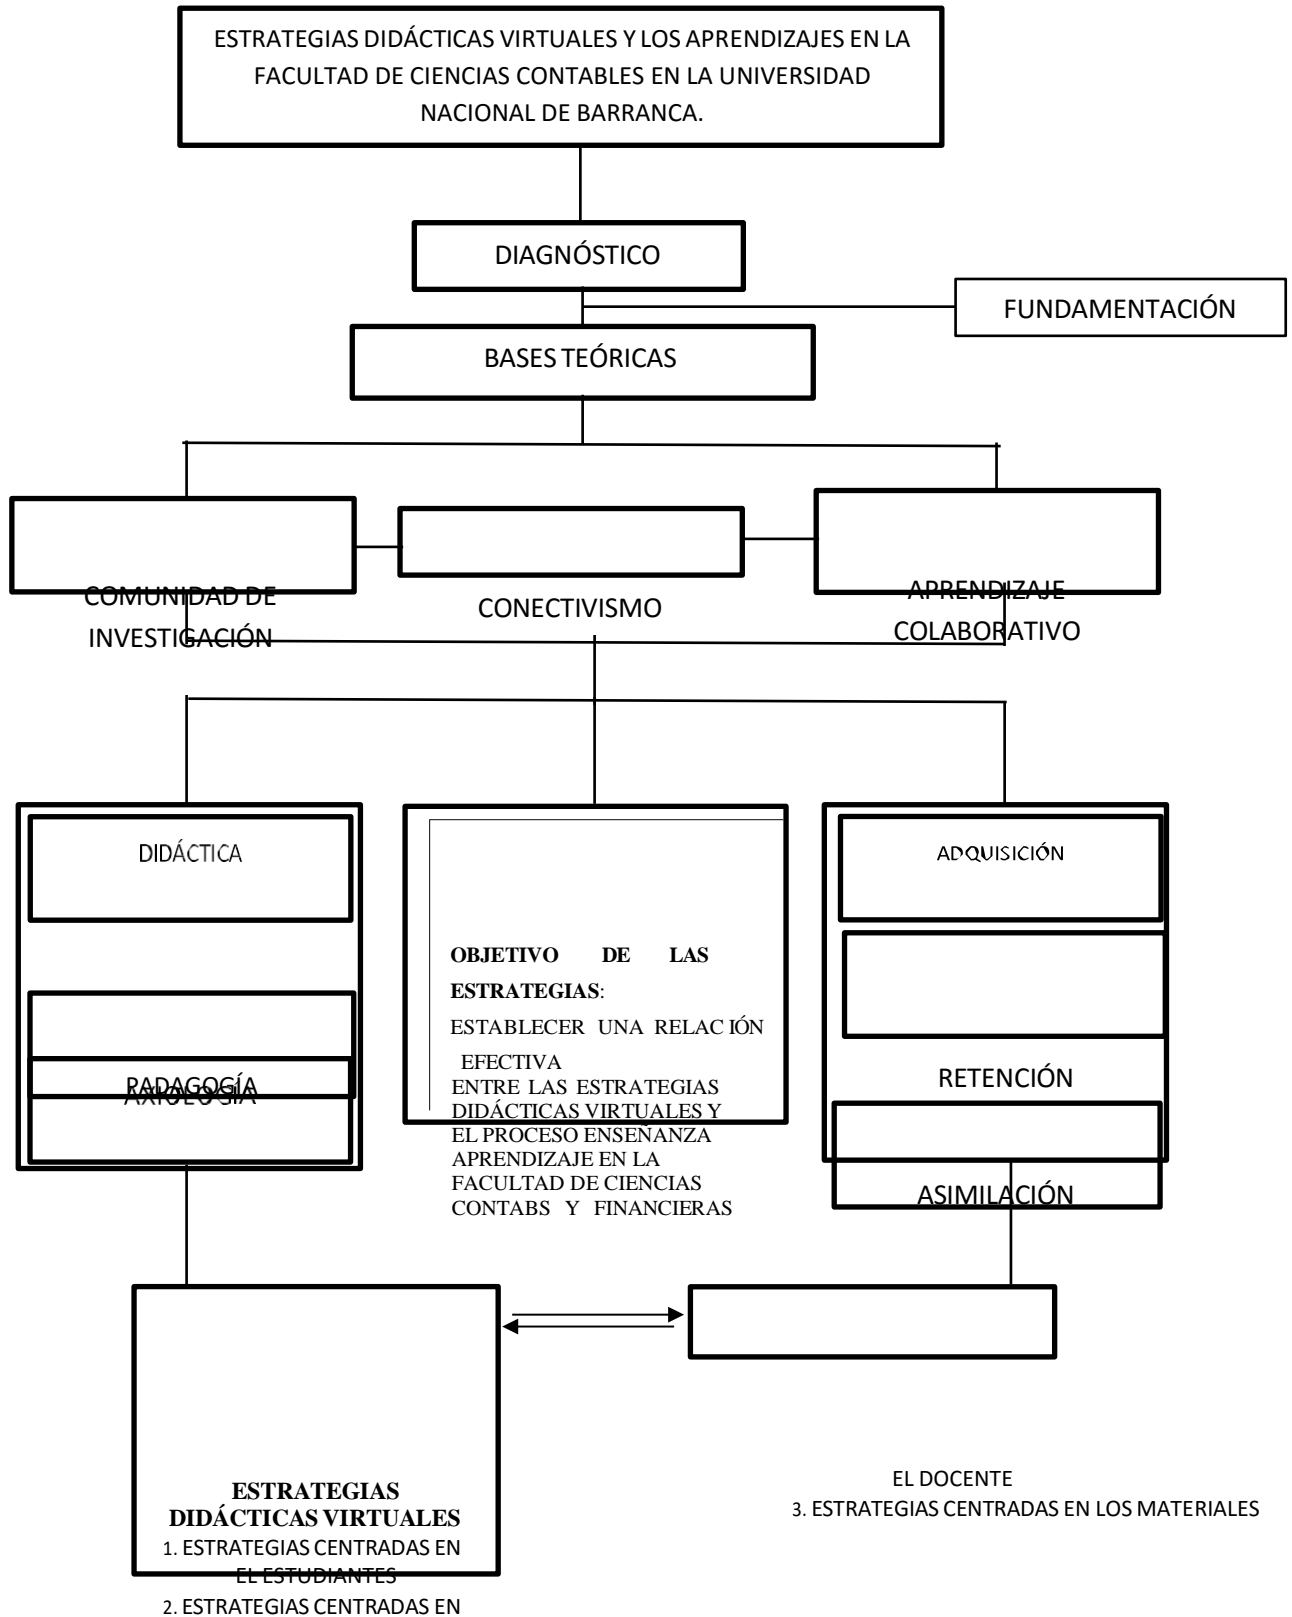 ESTRATEGIAS DIDÁCTICAS VIRTUALES Y LOS APRENDIZAJES EN LA
FACULTAD DE CIENCIAS CONTABLES EN LA UNIVERSIDAD
NACIONAL DE BARRANCA.
DIAGNÓSTICO
FUNDAMENTACIÓN
BASES TEÓRICAS
COMUNIDAD DE
INVESTIGACIÓN
CONECTIVISMO
APRENDIZAJE
COLABORATIVO
DIDÁCTICA
PADAGOGÍA
AXIOLOGÍA
OBJETIVO DE LAS
ESTRATEGIAS:
ESTABLECER UNA RELACIÓN
EFECTIVA
ENTRE LAS ESTRATEGIAS
DIDÁCTICAS VIRTUALES Y
EL PROCESO ENSEÑANZA
APRENDIZAJE EN LA
FACULTAD DE CIENCIAS
CONTABS Y FINANCIERAS
ADQUISICIÓN
RETENCIÓN
ASIMILACIÓN
ESTRATEGIAS
DIDÁCTICAS VIRTUALES
1. ESTRATEGIAS CENTRADAS EN
EL ESTUDIANTES
2. ESTRATEGIAS CENTRADAS EN
EL DOCENTE
3. ESTRATEGIAS CENTRADAS EN LOS MATERIALES